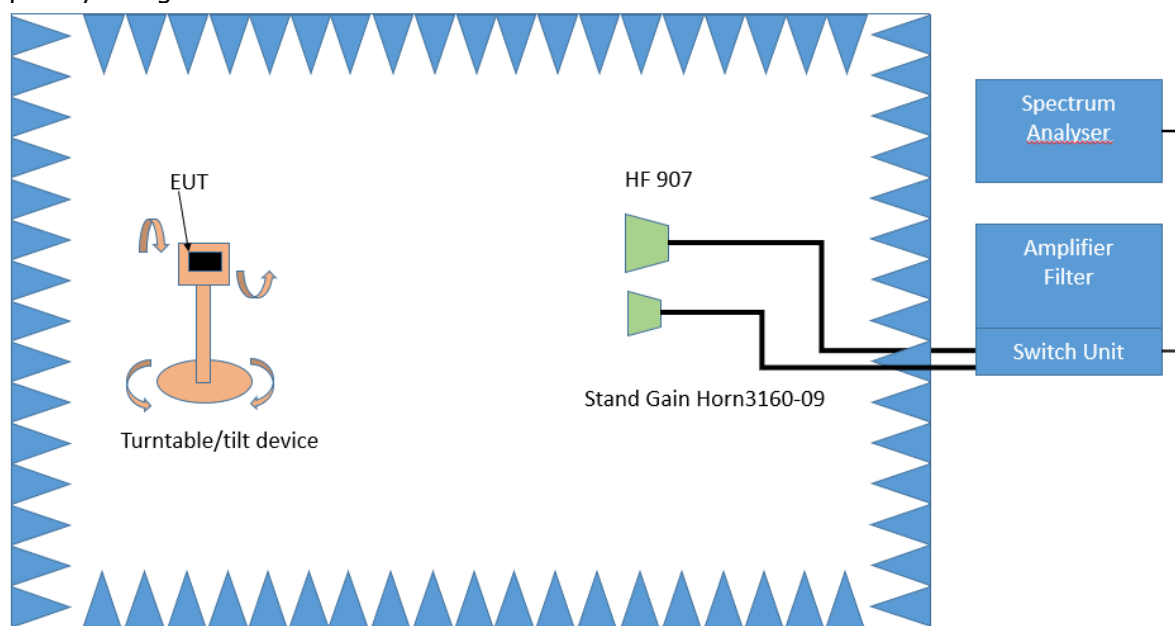 Spectrum
Analyser
EUT
HF 907
Amplifier
Filter
Switch Unit
Stand Gain Horn3160-09
Turntable/tilt device